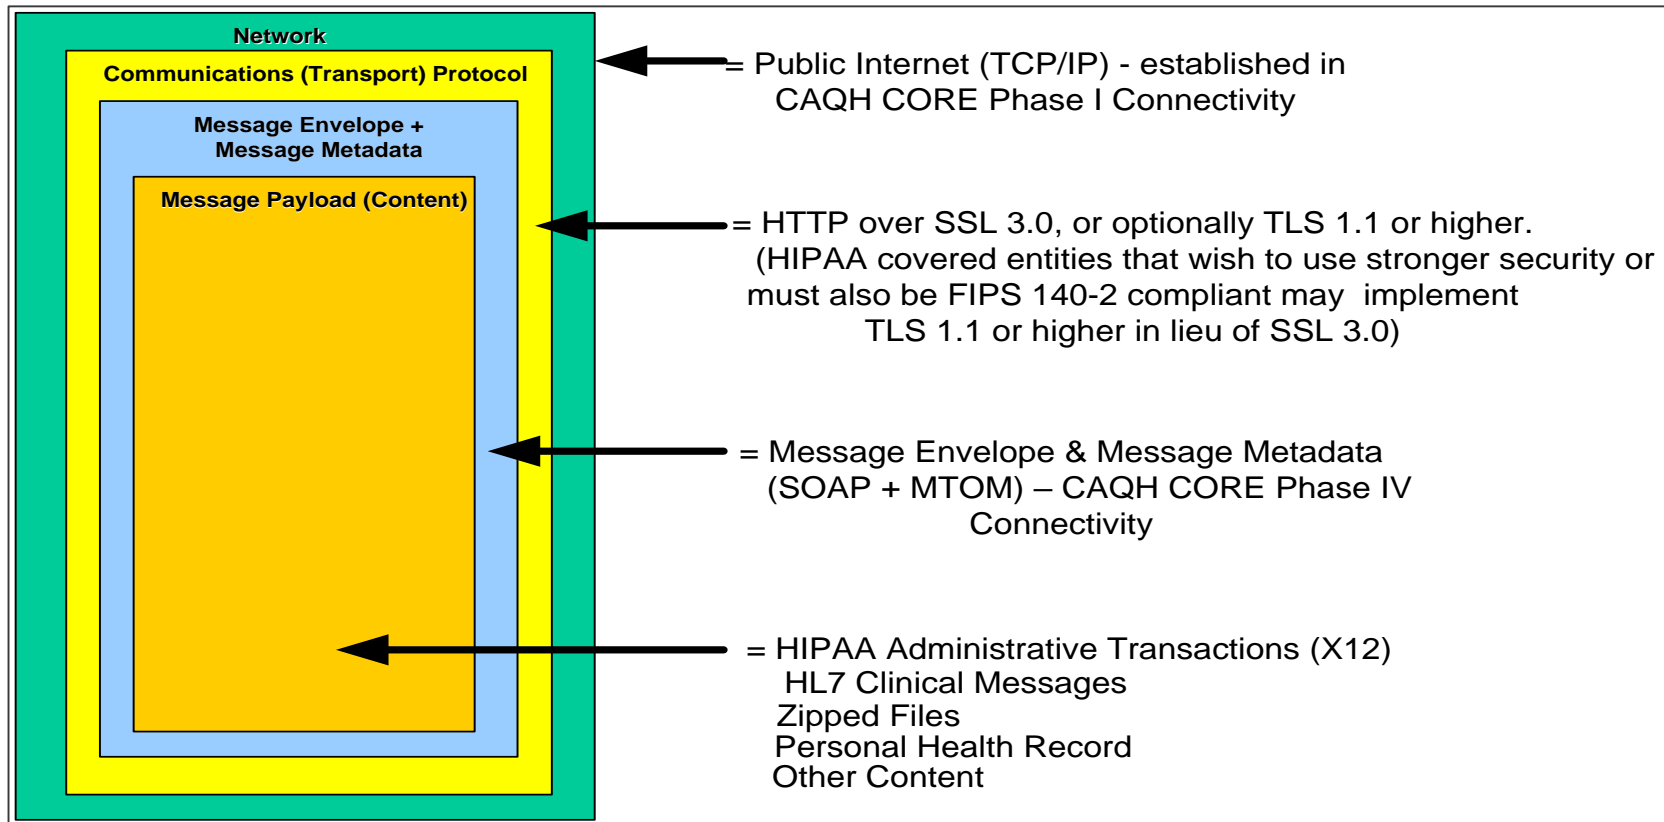 Network
Communications (Transport) Protocol
Message Envelope +
Message Metadata
Message Payload (Content)
= Public Internet (TCP/IP) - established in
CAQH CORE Phase I Connectivity
= HTTP over SSL 3.0, or optionally TLS 1.1 or higher.
(HIPAA covered entities that wish to use stronger security or
must also be FIPS 140-2 compliant may  implement
TLS 1.1 or higher in lieu of SSL 3.0)
= Message Envelope & Message Metadata
(SOAP + MTOM) – CAQH CORE Phase IV
Connectivity
= HIPAA Administrative Transactions (X12)
HL7 Clinical Messages
Zipped Files
Personal Health Record
Other Content